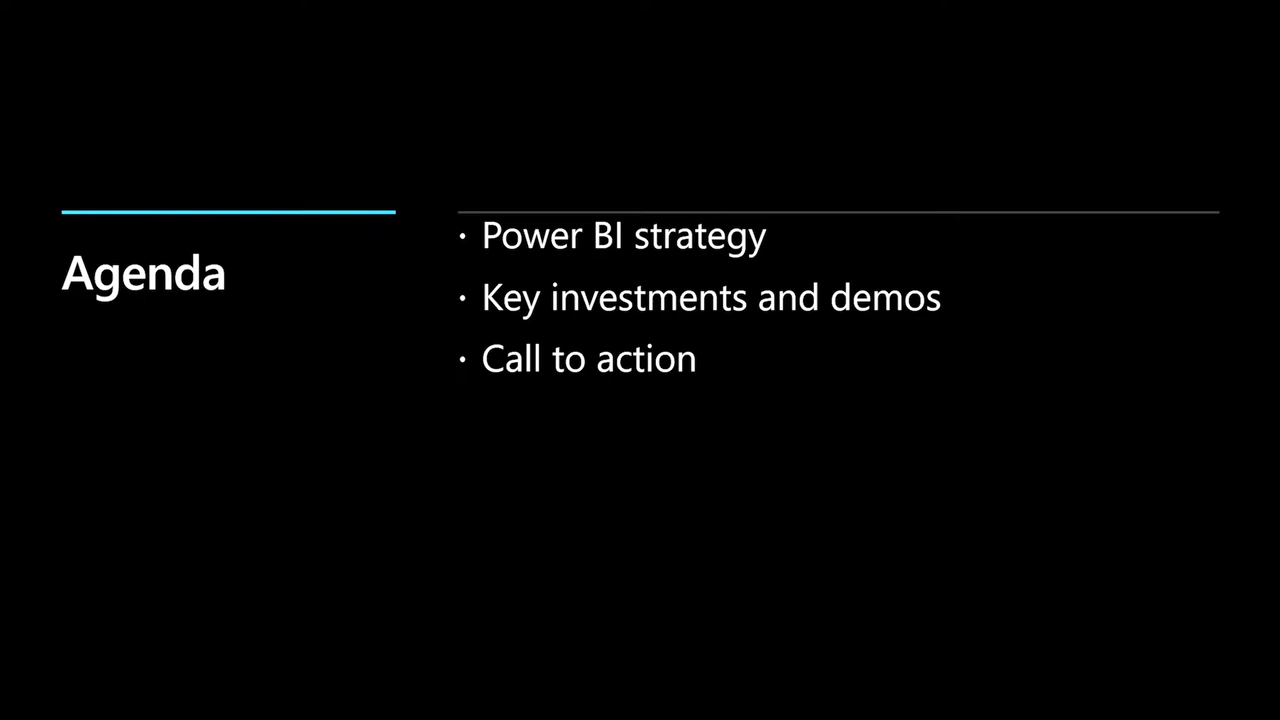 Agenda
· Power BI strategy
· Key investments and demos
· Call to action